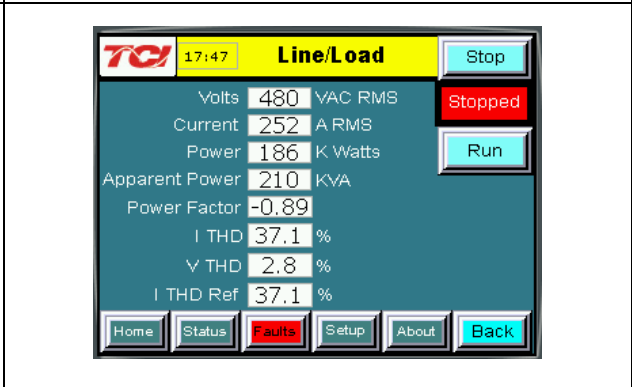 TCI 17:47 Line/Load Stop
Volts 480 VAC RMS Stopped
Current 252 A RMS
Power 186 K Watts Run
Apparent Power 210 KVA
Power Factor -0.89
I THD 37.1 %
V THD 2.8 %
I THD Ref 37.1 %
Home Status Faults Setup About Back